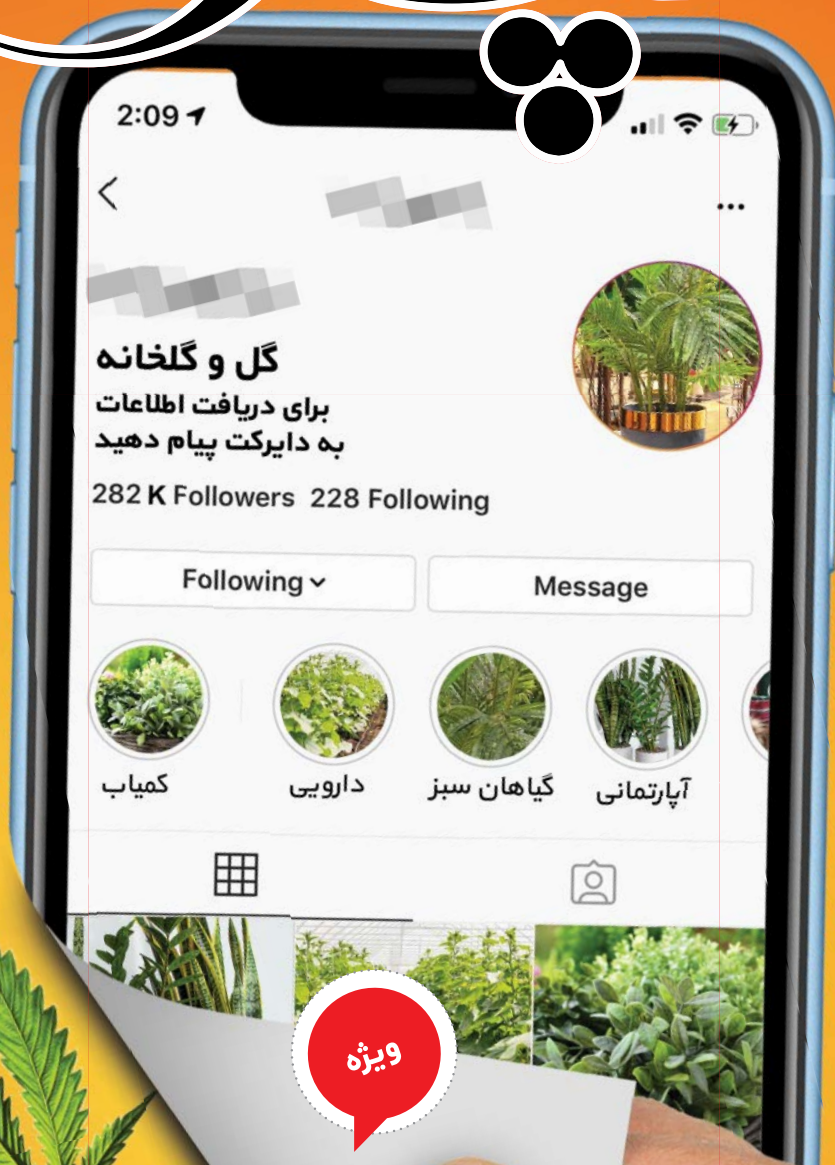 2:09
گل و گلخانه
برای دریافت اطلاعات
به دایرکت پیام دهید
282 K Followers 228 Following
Following
Message
کمیاب
دارویی
گیاهان سبز
آپارتمانی
ویژه